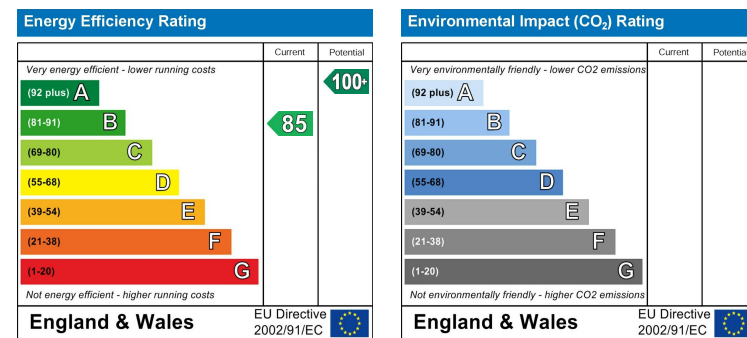 Energy Efficiency Rating
Current Potential
Very energy efficient - lower running costs
(92 plus) A
100+
(81-91) B
85
(69-80) C
(55-68) D
(39-54) E
(21-38) F
(1-20) G
Not energy efficient - higher running costs
England & Wales
EU Directive
2002/91/EC
Environmental Impact (CO2) Rating
Current Potential
Very environmentally friendly - lower CO2 emissions
(92 plus) A
(81-91) B
(69-80) C
(55-68) D
(39-54) E
(21-38) F
(1-20) G
Not environmentally friendly - higher CO2 emissions
England & Wales
EU Directive
2002/91/EC